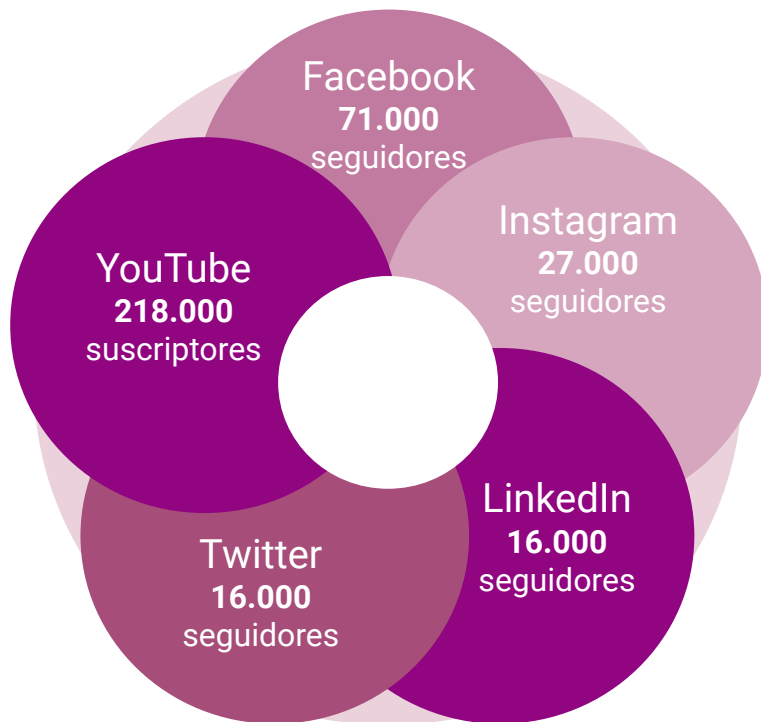 Facebook
71.000
seguidores
Instagram
27.000
seguidores
YouTube
218.000
suscriptores
LinkedIn
16.000
seguidores
Twitter
16.000
seguidores